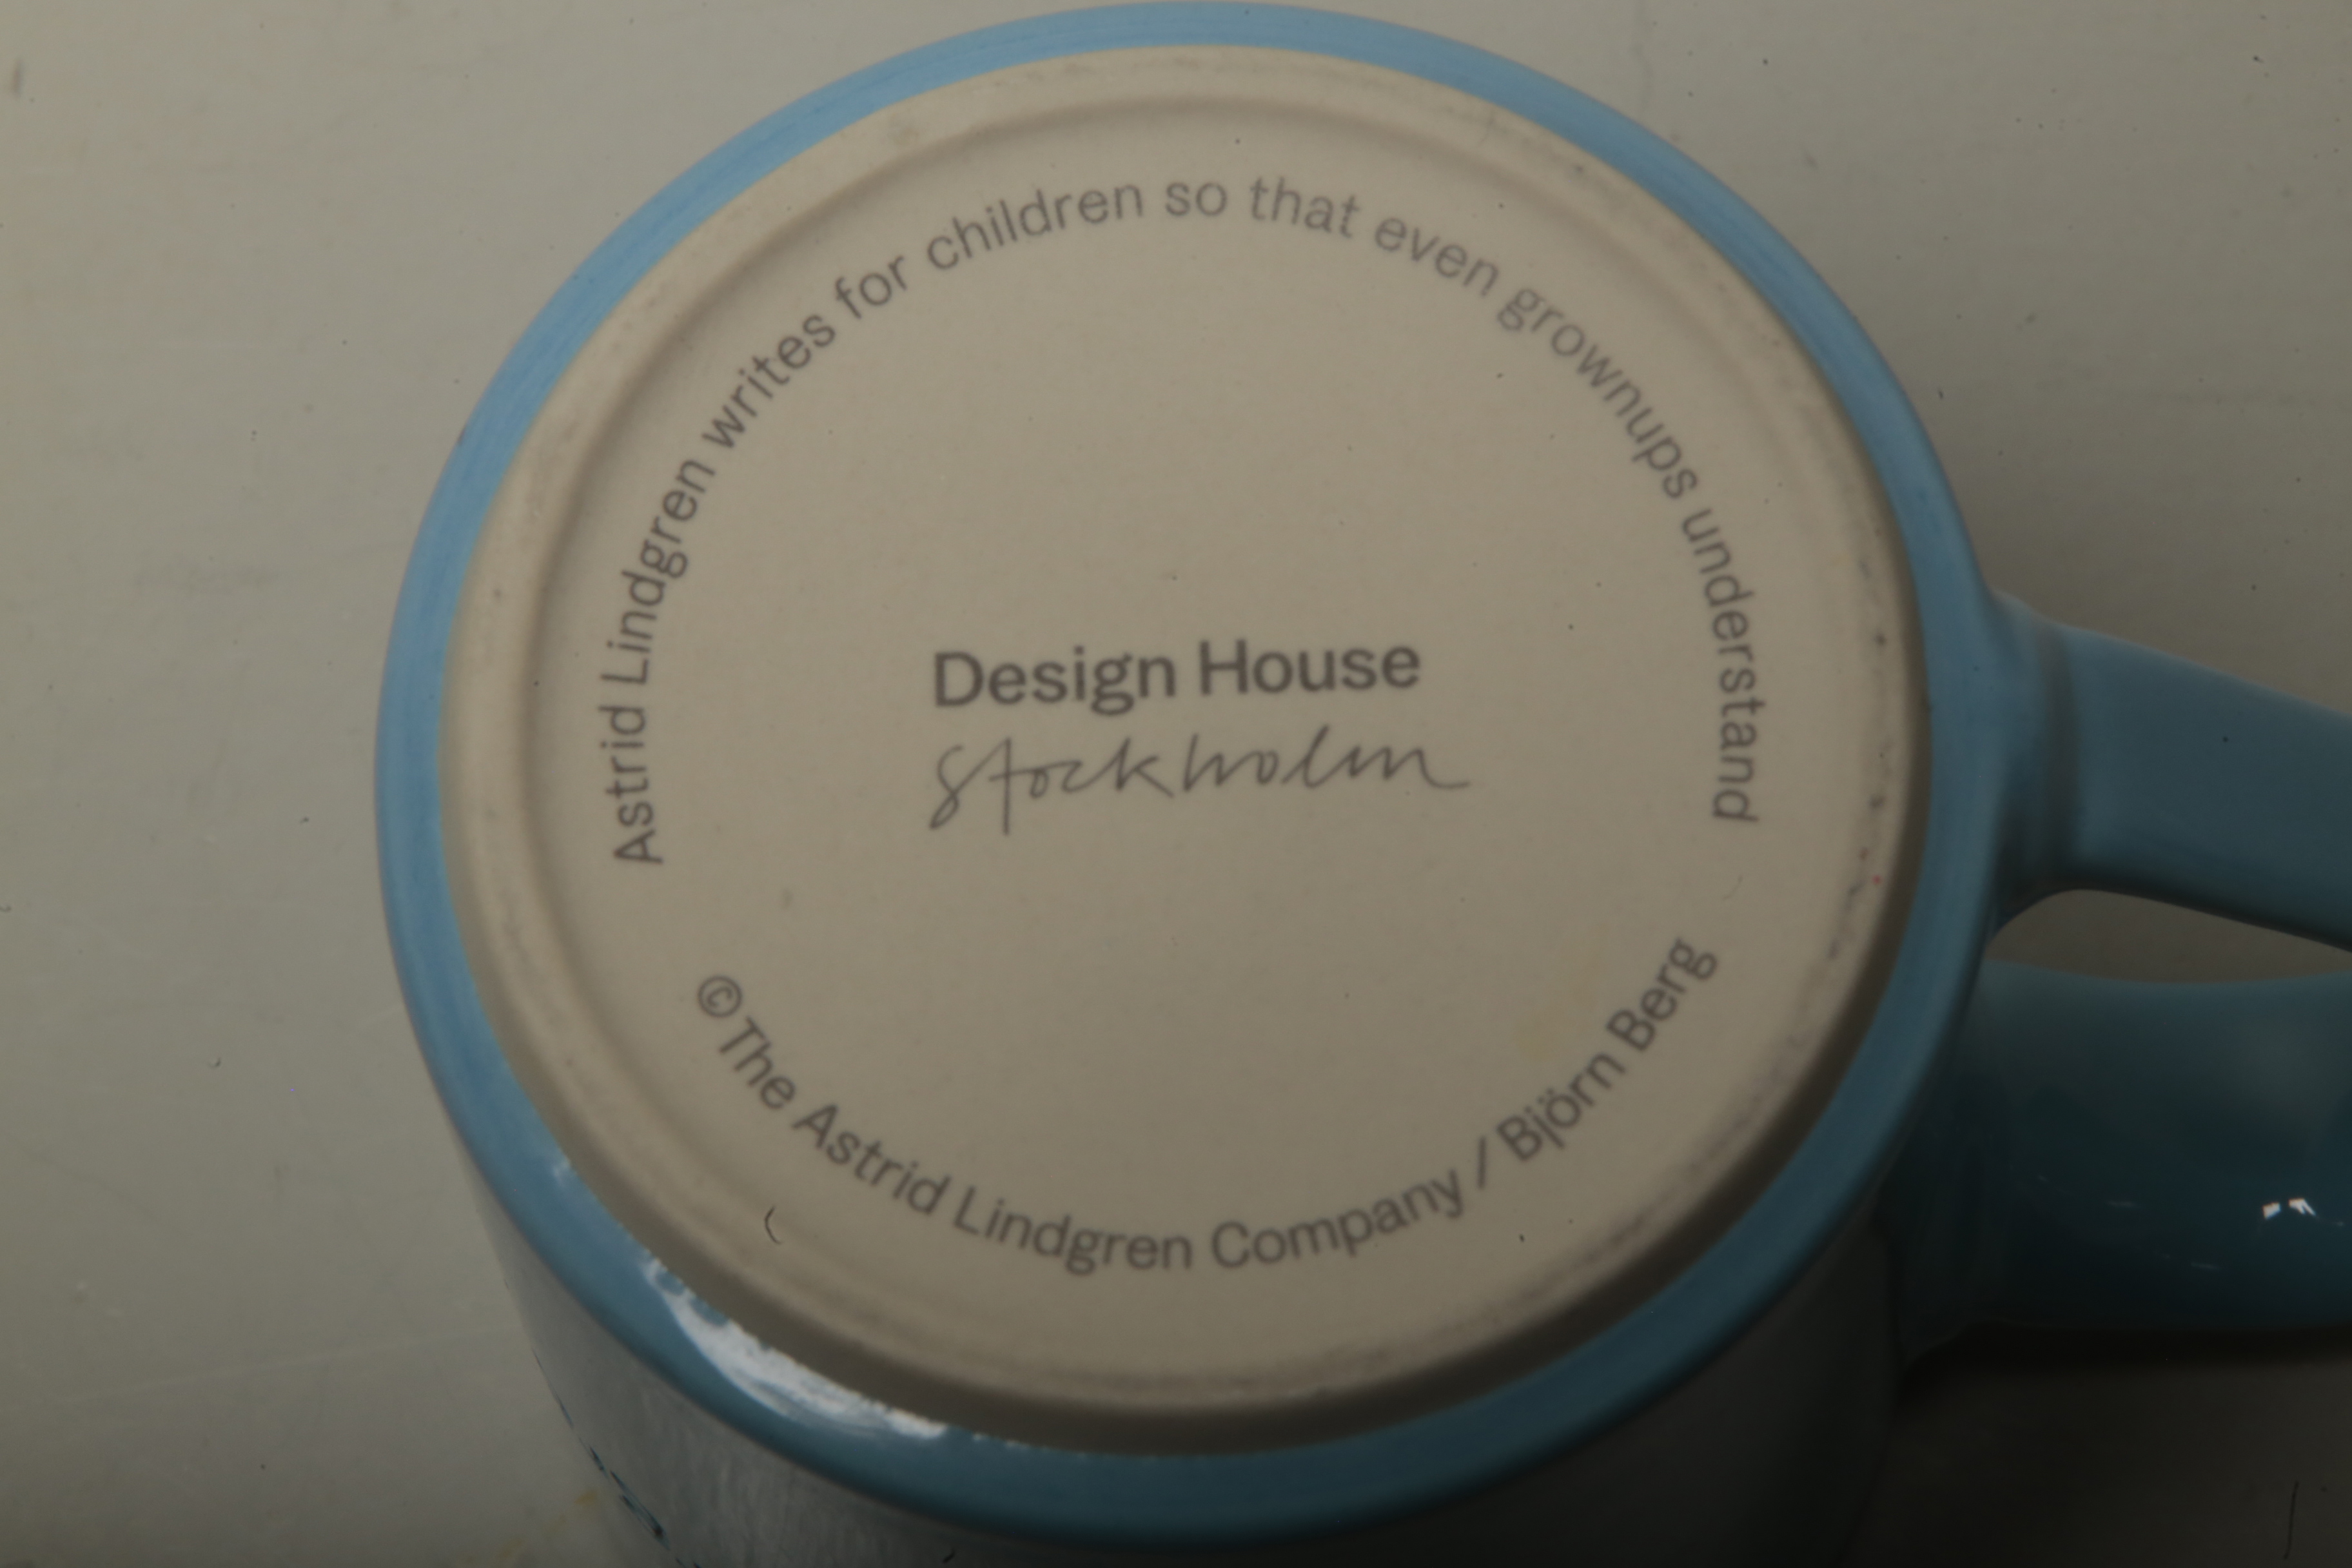 Astrid Lindgren writes for children so that even grownups understand
Design House
Stockholm
© The Astrid Lindgren Company / Björn Berg